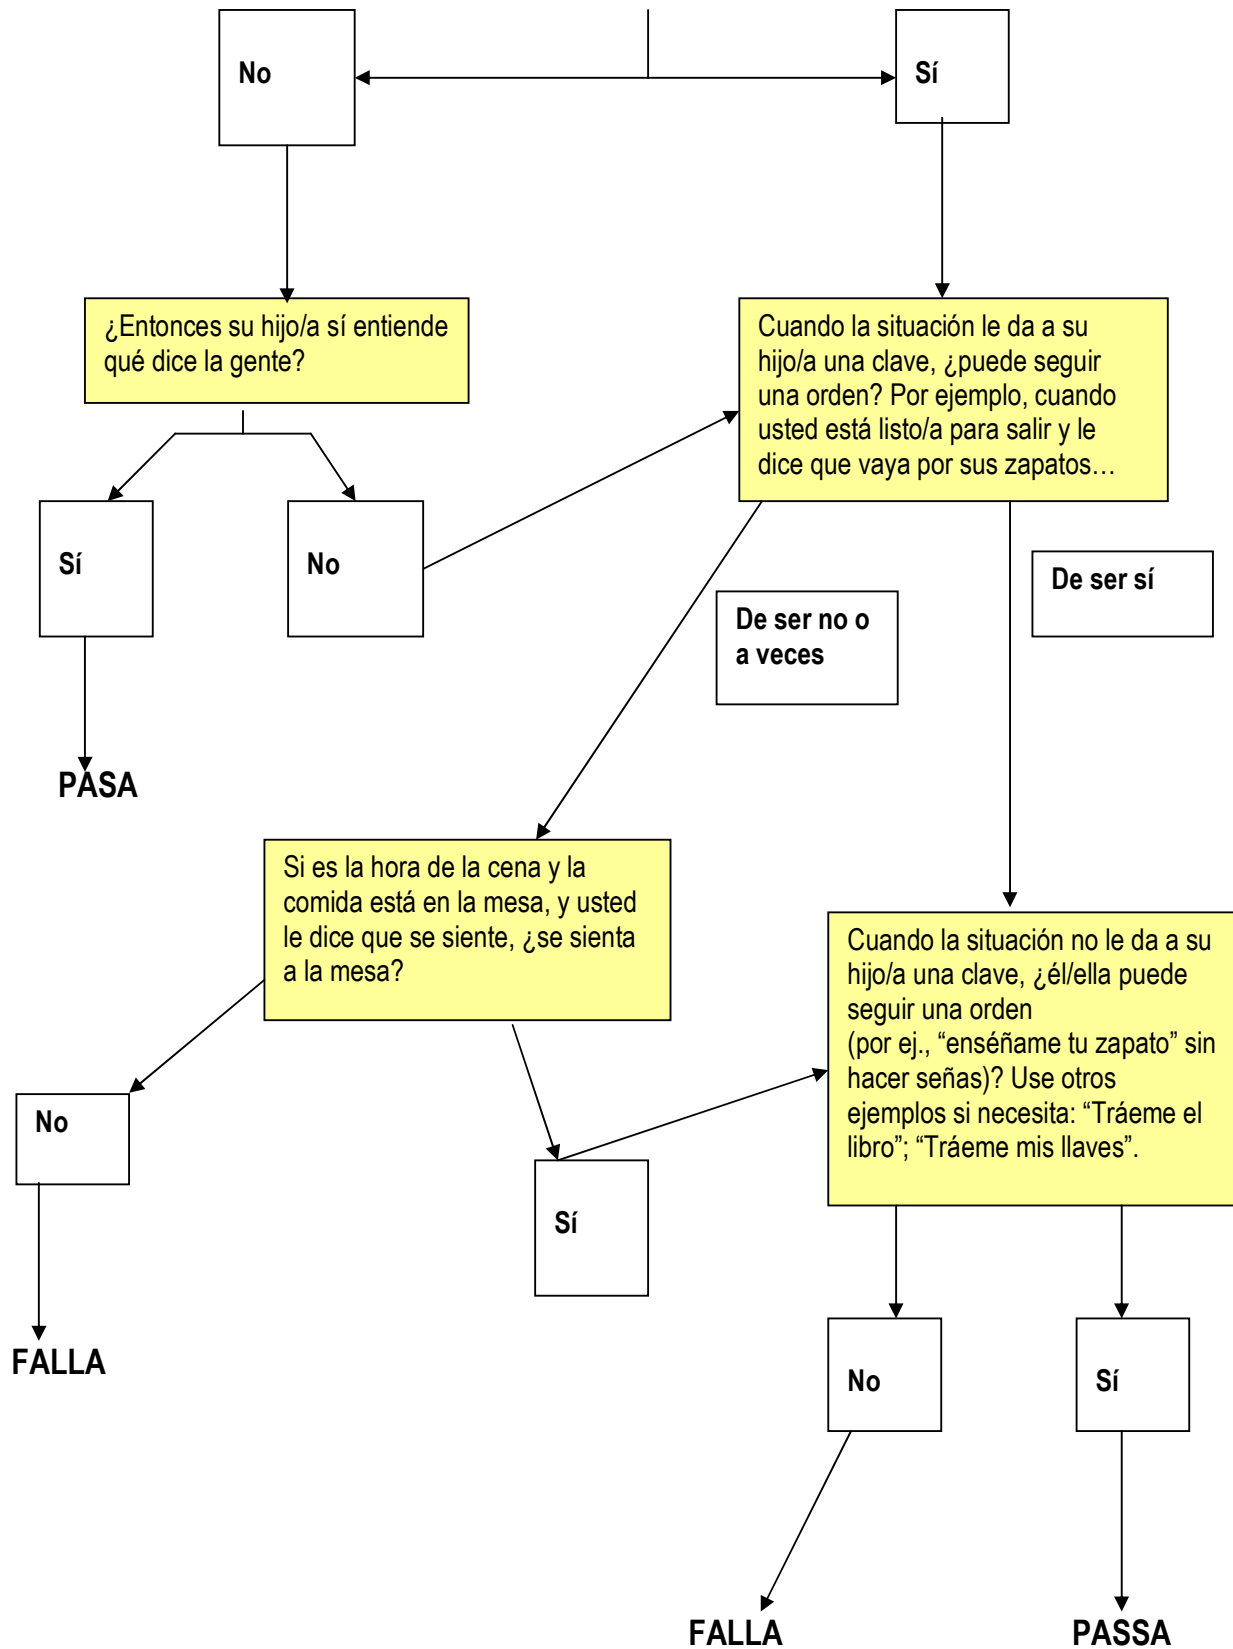 No
Sí
¿Entonces su hijo/a sí entiende
qué dice la gente?
Cuando la situación le da a su
hijo/a una clave, ¿puede seguir
una orden? Por ejemplo, cuando
usted está listo/a para salir y le
dice que vaya por sus zapatos…
Sí
No
De ser no o
a veces
De ser sí
PASA
Si es la hora de la cena y la
comida está en la mesa, y usted
le dice que se siente, ¿se sienta
a la mesa?
Cuando la situación no le da a su
hijo/a una clave, ¿él/ella puede
seguir una orden
(por ej., “enséñame tu zapato” sin
hacer señas)? Use otros
ejemplos si necesita: “Tráeme el
libro”; “Tráeme mis llaves”.
No
Sí
FALLA
No
Sí
FALLA
PASSA